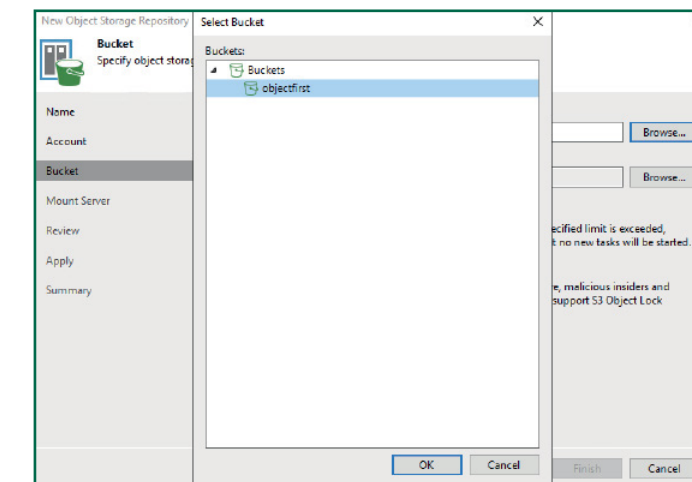 New Object Storage Repository
Bucket
Specify object
Name
Account
Bucket
Mount Server
Review
Apply
Summary
Select Bucket
Buckets:
Buckets
objectfirst
OK
Cancel
Browse...
Browse...
limit is exceeded,
no new tasks will be started.
malicious insiders and
support S3 Object Lock
Finish
Cancel